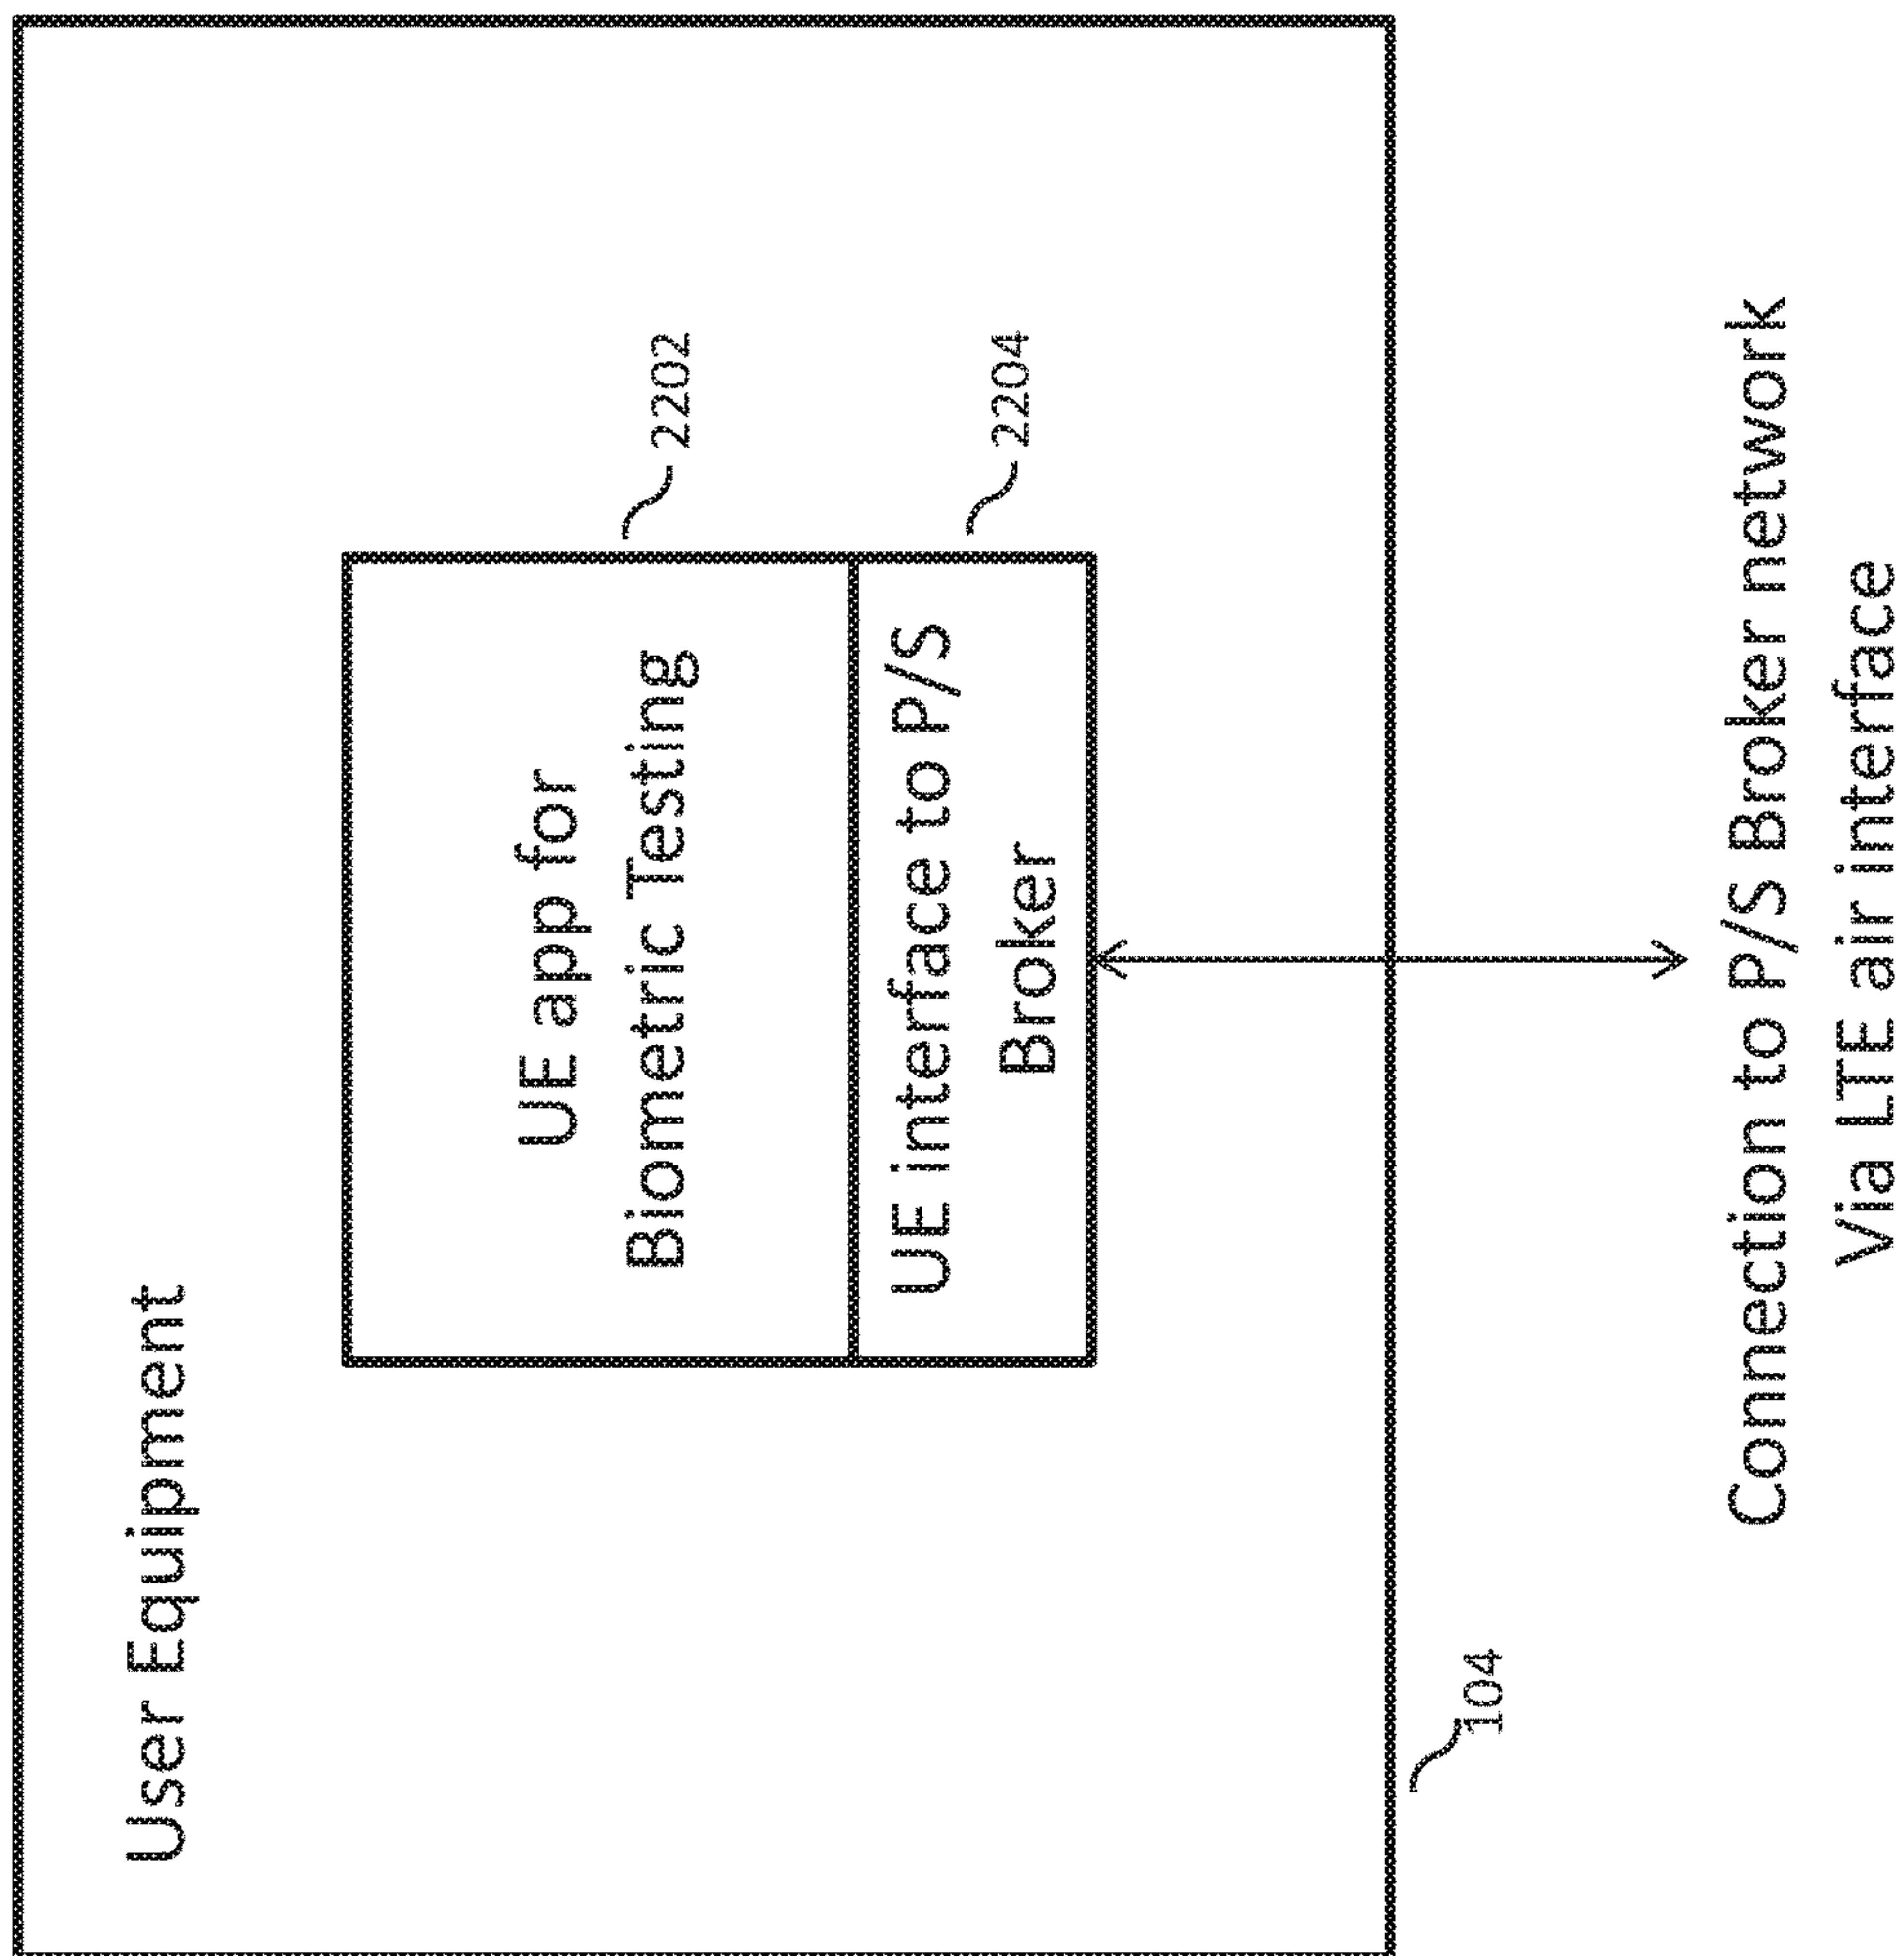 User Equipment
UE app for
Biometric Testing
2202
UE interface to P/S
Broker
2204
104
Connection to P/S Broker network
Via LTE air interface